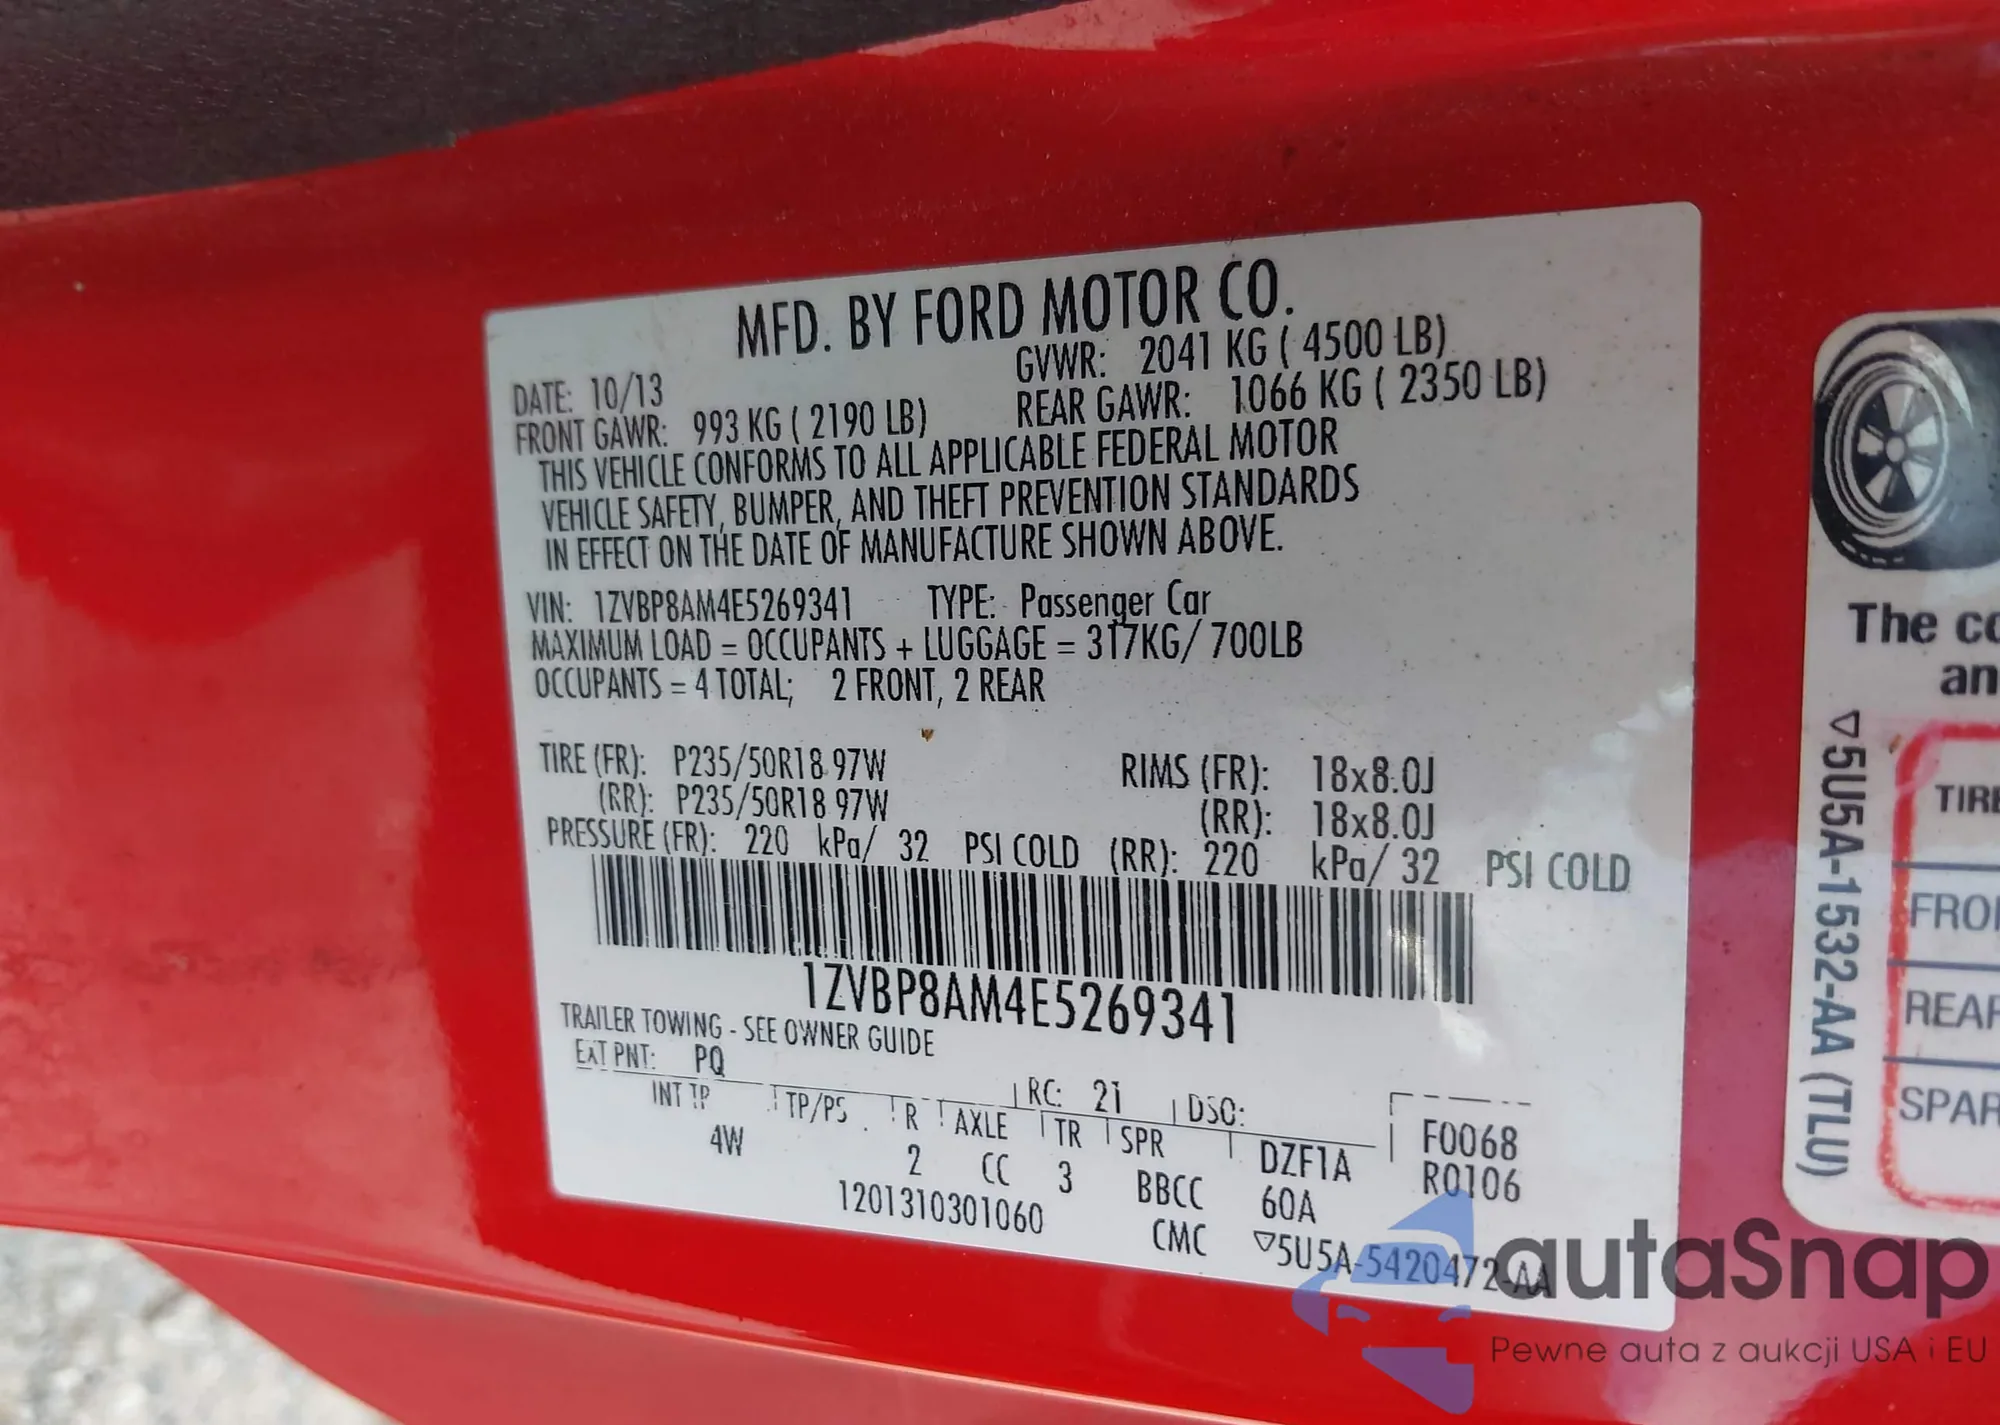 MFD. BY FORD MOTOR CO.
DATE: 10/13 GVWR: 2041 KG ( 4500 LB)
FRONT GAWR: 993 KG ( 2190 LB) REAR GAWR: 1066 KG ( 2350 LB)
THIS VEHICLE CONFORMS TO ALL APPLICABLE FEDERAL MOTOR
VEHICLE SAFETY, BUMPER, AND THEFT PREVENTION STANDARDS
IN EFFECT ON THE DATE OF MANUFACTURE SHOWN ABOVE.
VIN: 1ZVBP8AM4E5269341 TYPE: Passenger Car
MAXIMUM LOAD = OCCUPANTS + LUGGAGE = 317KG/ 700LB
OCCUPANTS = 4 TOTAL; 2 FRONT, 2 REAR
TIRE (FR): P235/50R18 97W RIMS (FR): 18x8.0J
(RR): P235/50R18 97W (RR): 18x8.0J
PRESSURE (FR): 220 kPa/ 32 PSI COLD (RR): 220 kPa/ 32 PSI COLD
1ZVBP8AM4E5269341
TRAILER TOWING - SEE OWNER GUIDE
EXT PNT: PQ RC: 21 DSO:
INT TP TP/PS R AXLE TR SPR DZF1A F0068
4W 2 CC 3 BBCC 60A R0106
1201310301060 CMC ▽5U5A-5420472-AA
The co
an
▽5U5A-1532-AA (TLU)
TIRE
FRON
REAR
SPAR
autaSnap
Pewne auta z aukcji USA i EU